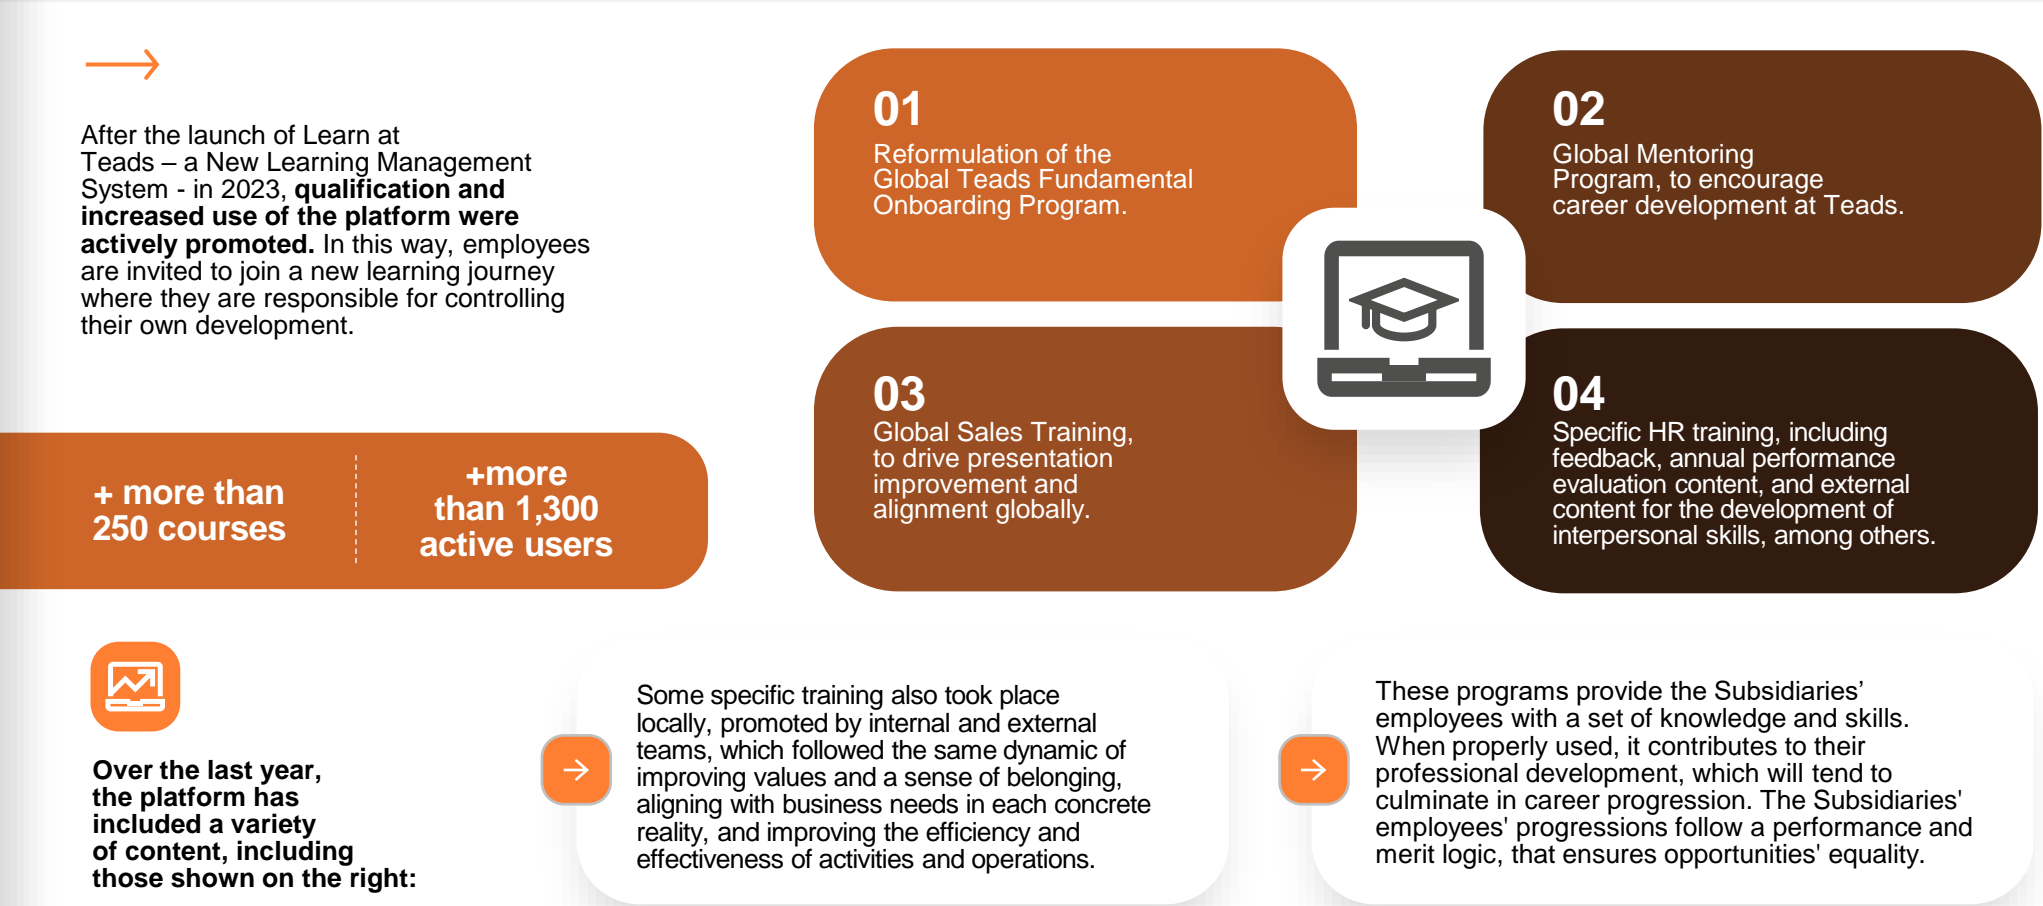 After the launch of Learn at
Teads – a New Learning Management
System - in 2023, qualification and
increased use of the platform were
actively promoted. In this way, employees
are invited to join a new learning journey
where they are responsible for controlling
their own development.
+ more than
250 courses
+more
than 1,300
active users
01
Reformulation of the
Global Teads Fundamental
Onboarding Program.
02
Global Mentoring
Program, to encourage
career development at Teads.
03
Global Sales Training,
to drive presentation
improvement and
alignment globally.
04
Specific HR training, including
feedback, annual performance
evaluation content, and external
content for the development of
interpersonal skills, among others.
Over the last year,
the platform has
included a variety
of content, including
those shown on the right:
Some specific training also took place
locally, promoted by internal and external
teams, which followed the same dynamic of
improving values and a sense of belonging,
aligning with business needs in each concrete
reality, and improving the efficiency and
effectiveness of activities and operations.
These programs provide the Subsidiaries’
employees with a set of knowledge and skills.
When properly used, it contributes to their
professional development, which will tend to
culminate in career progression. The Subsidiaries'
employees' progressions follow a performance and
merit logic, that ensures opportunities' equality.